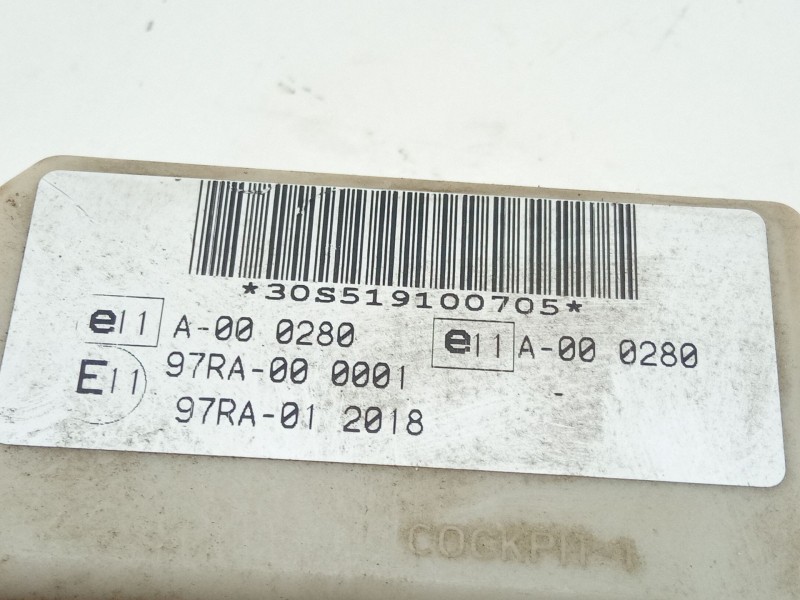 *30S519100705*
e11 A-00 0280 e11 A-00 0280
E11 97RA-00 0001
97RA-01 2018
COCKPIT-1